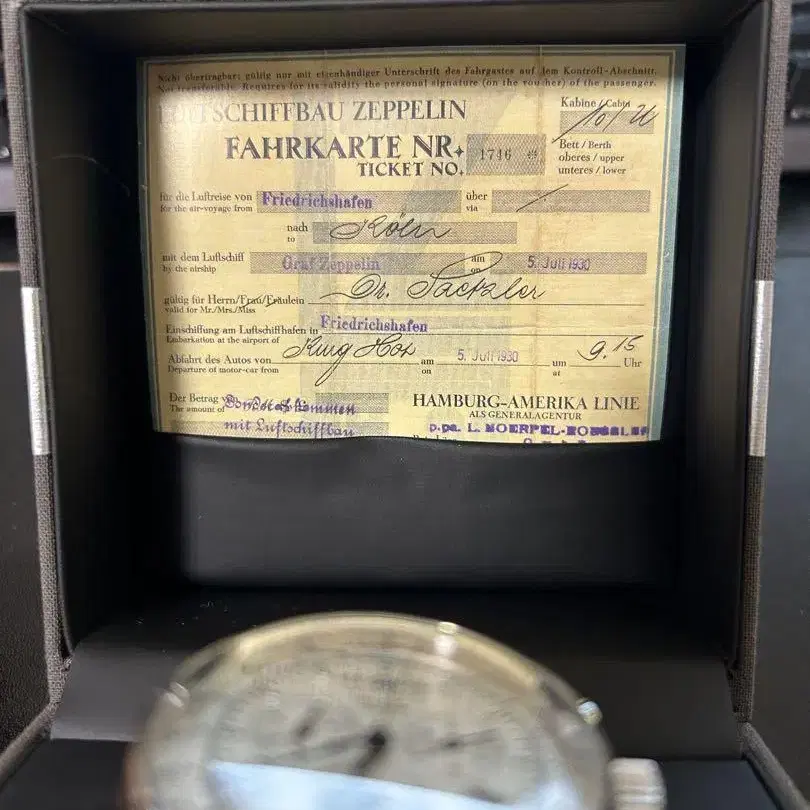 Nicht übertragbar; gültig nur mit eigenhändiger Unterschrift des Fahrgastes auf dem Kontroll-Abschnitt.
Not transferable. Requires for its validity the personal signature (on the voucher) of the passenger.
LUFTSCHIFFBAU ZEPPELIN
Kabine / Cabin
FAHRKARTE NR.
TICKET NO.
1746
Bett / Berth
oberes / upper
unteres / lower
für die Luftreise von Friedrichshafen über
for the air-voyage from via
nach Köln
to
mit dem Luftschiff Graf Zeppelin am 5. Juli 1930
by the airship on
gültig für Herrn/Frau/Fräulein Dr.
valid for Mr./Mrs./Miss
Einschiffung am Luftschiffhafen in Friedrichshafen
Embarkation at the airport of
Abfahrt des Autos von am 5. Juli 1930 um 9.15 Uhr
Departure of motor-car from on at
Der Betrag
The amount of
mit Luftschiffbau
HAMBURG-AMERIKA LINIE
ALS GENERALAGENTUR